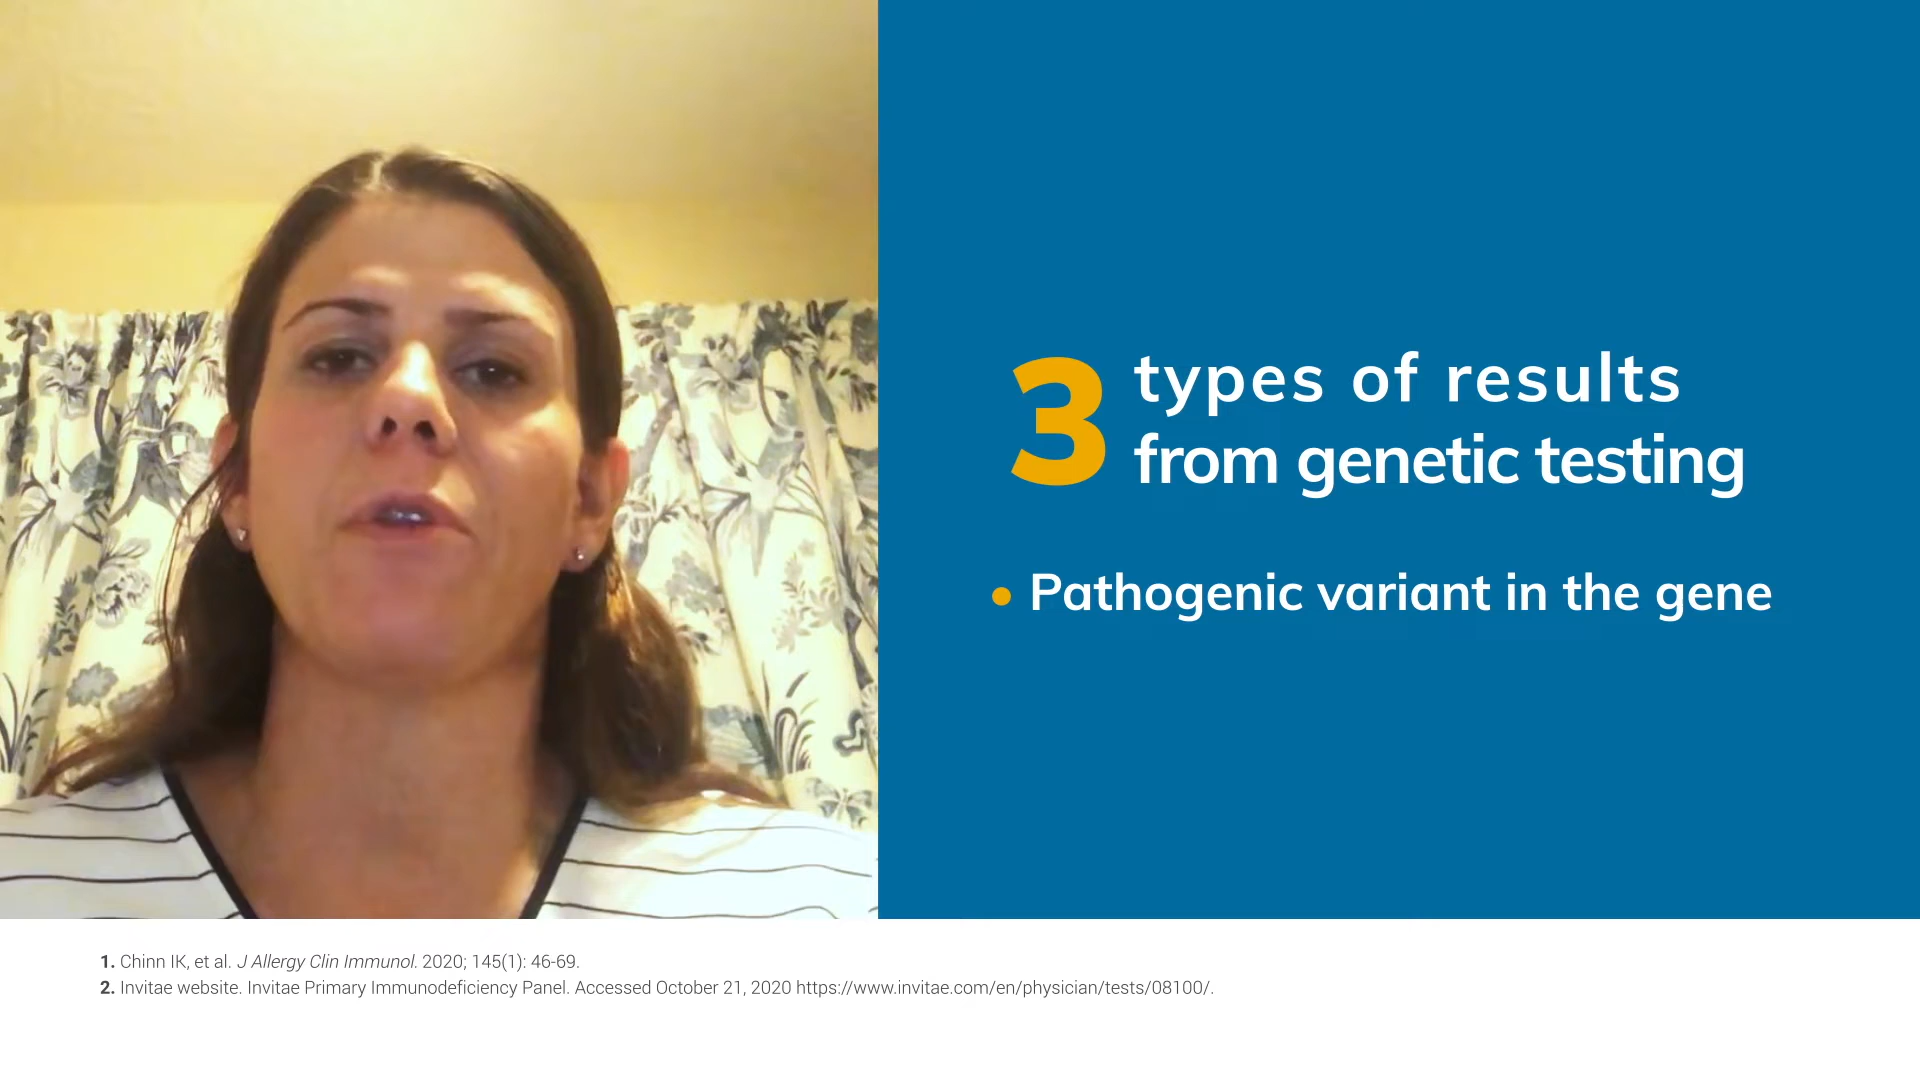 3 types of results
from genetic testing
• Pathogenic variant in the gene
1. Chinn IK, et al. J Allergy Clin Immunol. 2020; 145(1): 46-69.
2. Invitae website. Invitae Primary Immunodeficiency Panel. Accessed October 21, 2020 https://www.invitae.com/en/physician/tests/08100/.